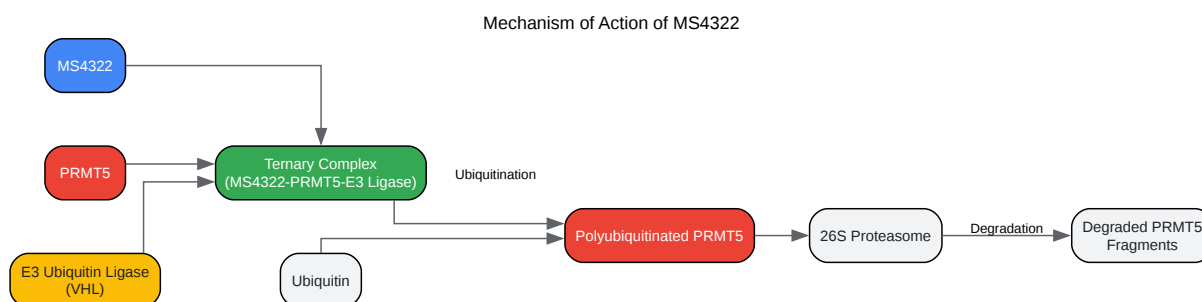 Mechanism of Action of MS4322
MS4322
PRMT5
Ternary Complex
(MS4322-PRMT5-E3 Ligase)
Ubiquitination
E3 Ubiquitin Ligase
(VHL)
Ubiquitin
Polyubiquitinated PRMT5
26S Proteasome
Degradation
Degraded PRMT5
Fragments